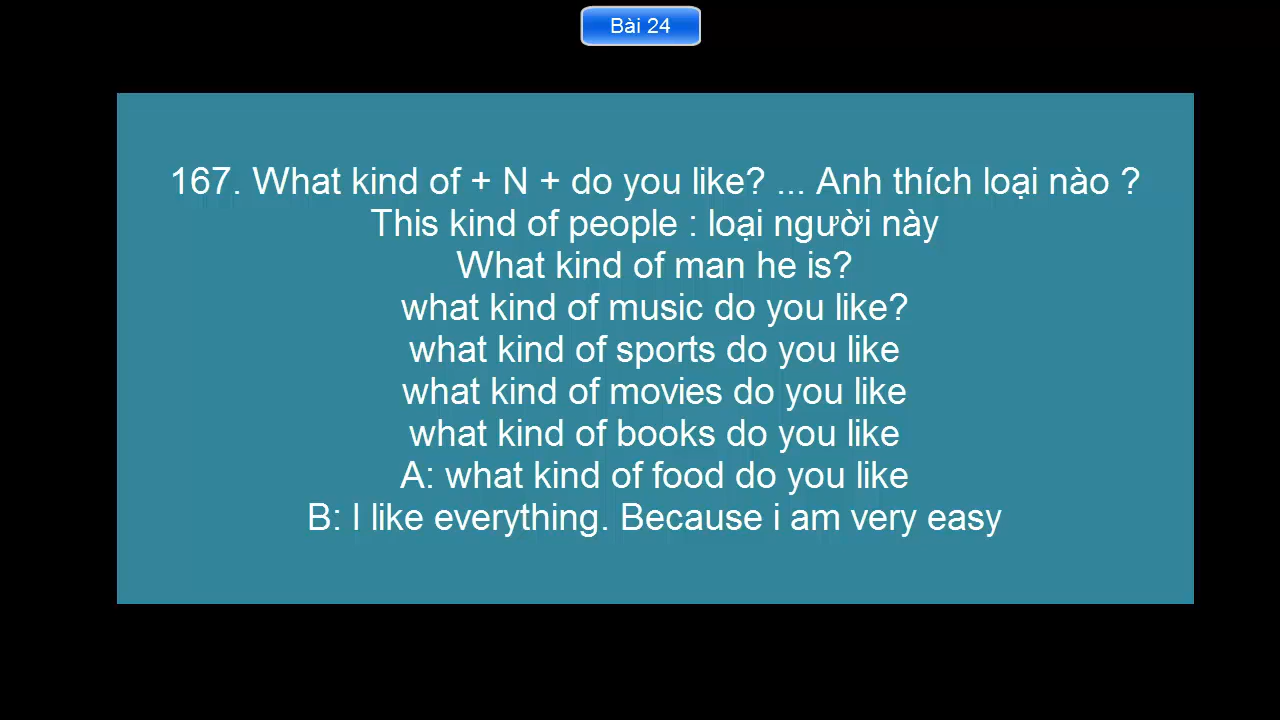 Bài 24
167. What kind of + N + do you like? ... Anh thích loại nào ?
This kind of people : loại người này
What kind of man he is?
what kind of music do you like?
what kind of sports do you like
what kind of movies do you like
what kind of books do you like
A: what kind of food do you like
B: I like everything. Because i am very easy